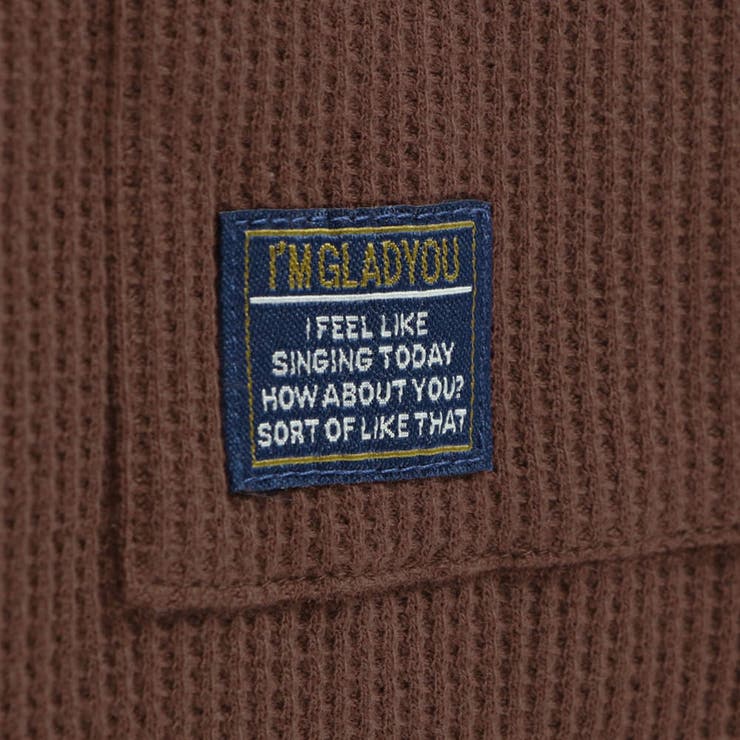 I'M GLADYOU
I FEEL LIKE
SINGING TODAY
HOW ABOUT YOU?
SORT OF LIKE THAT